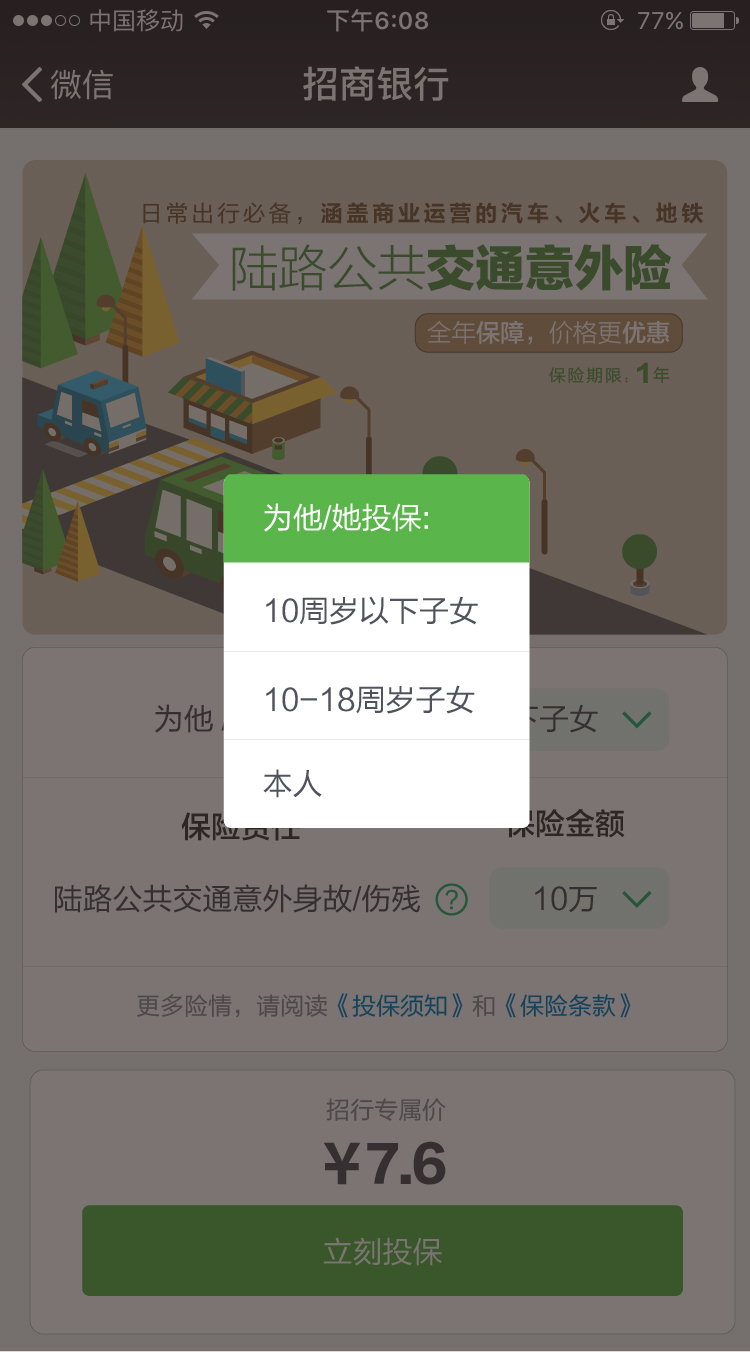 中国移动 下午6:08 77%
微信 招商银行
日常出行必备，涵盖商业运营的汽车、火车、地铁
陆路公共交通意外险
全年保障，价格更优惠
保险期限：1年
为他/她投保:
10周岁以下子女
10-18周岁子女
本人
为他 / 下子女
保险责任 保险金额
陆路公共交通意外身故/伤残 ? 10万
更多险情，请阅读《投保须知》和《保险条款》
招行专属价
¥7.6
立刻投保